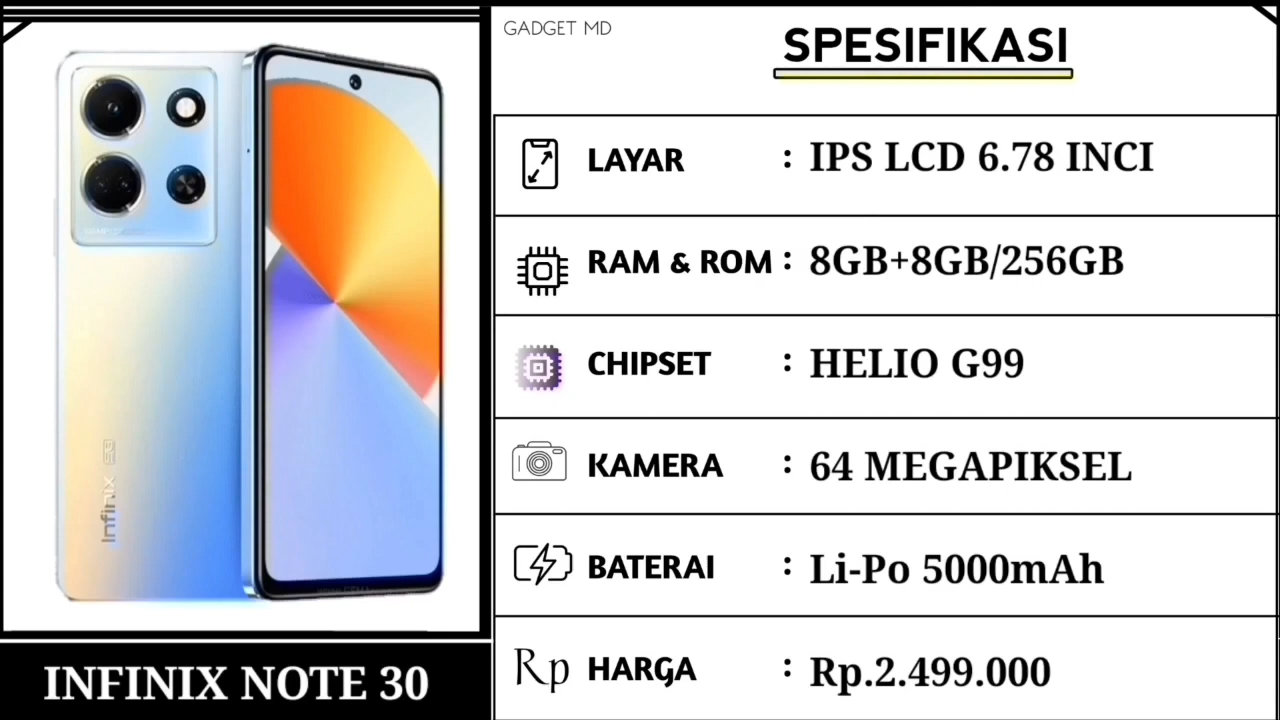 GADGET MD
SPESIFIKASI
LAYAR : IPS LCD 6.78 INCI
RAM & ROM : 8GB+8GB/256GB
CHIPSET : HELIO G99
KAMERA : 64 MEGAPIKSEL
BATERAI : Li-Po 5000mAh
Rp HARGA : Rp.2.499.000
Infinix 5G
INFINIX NOTE 30